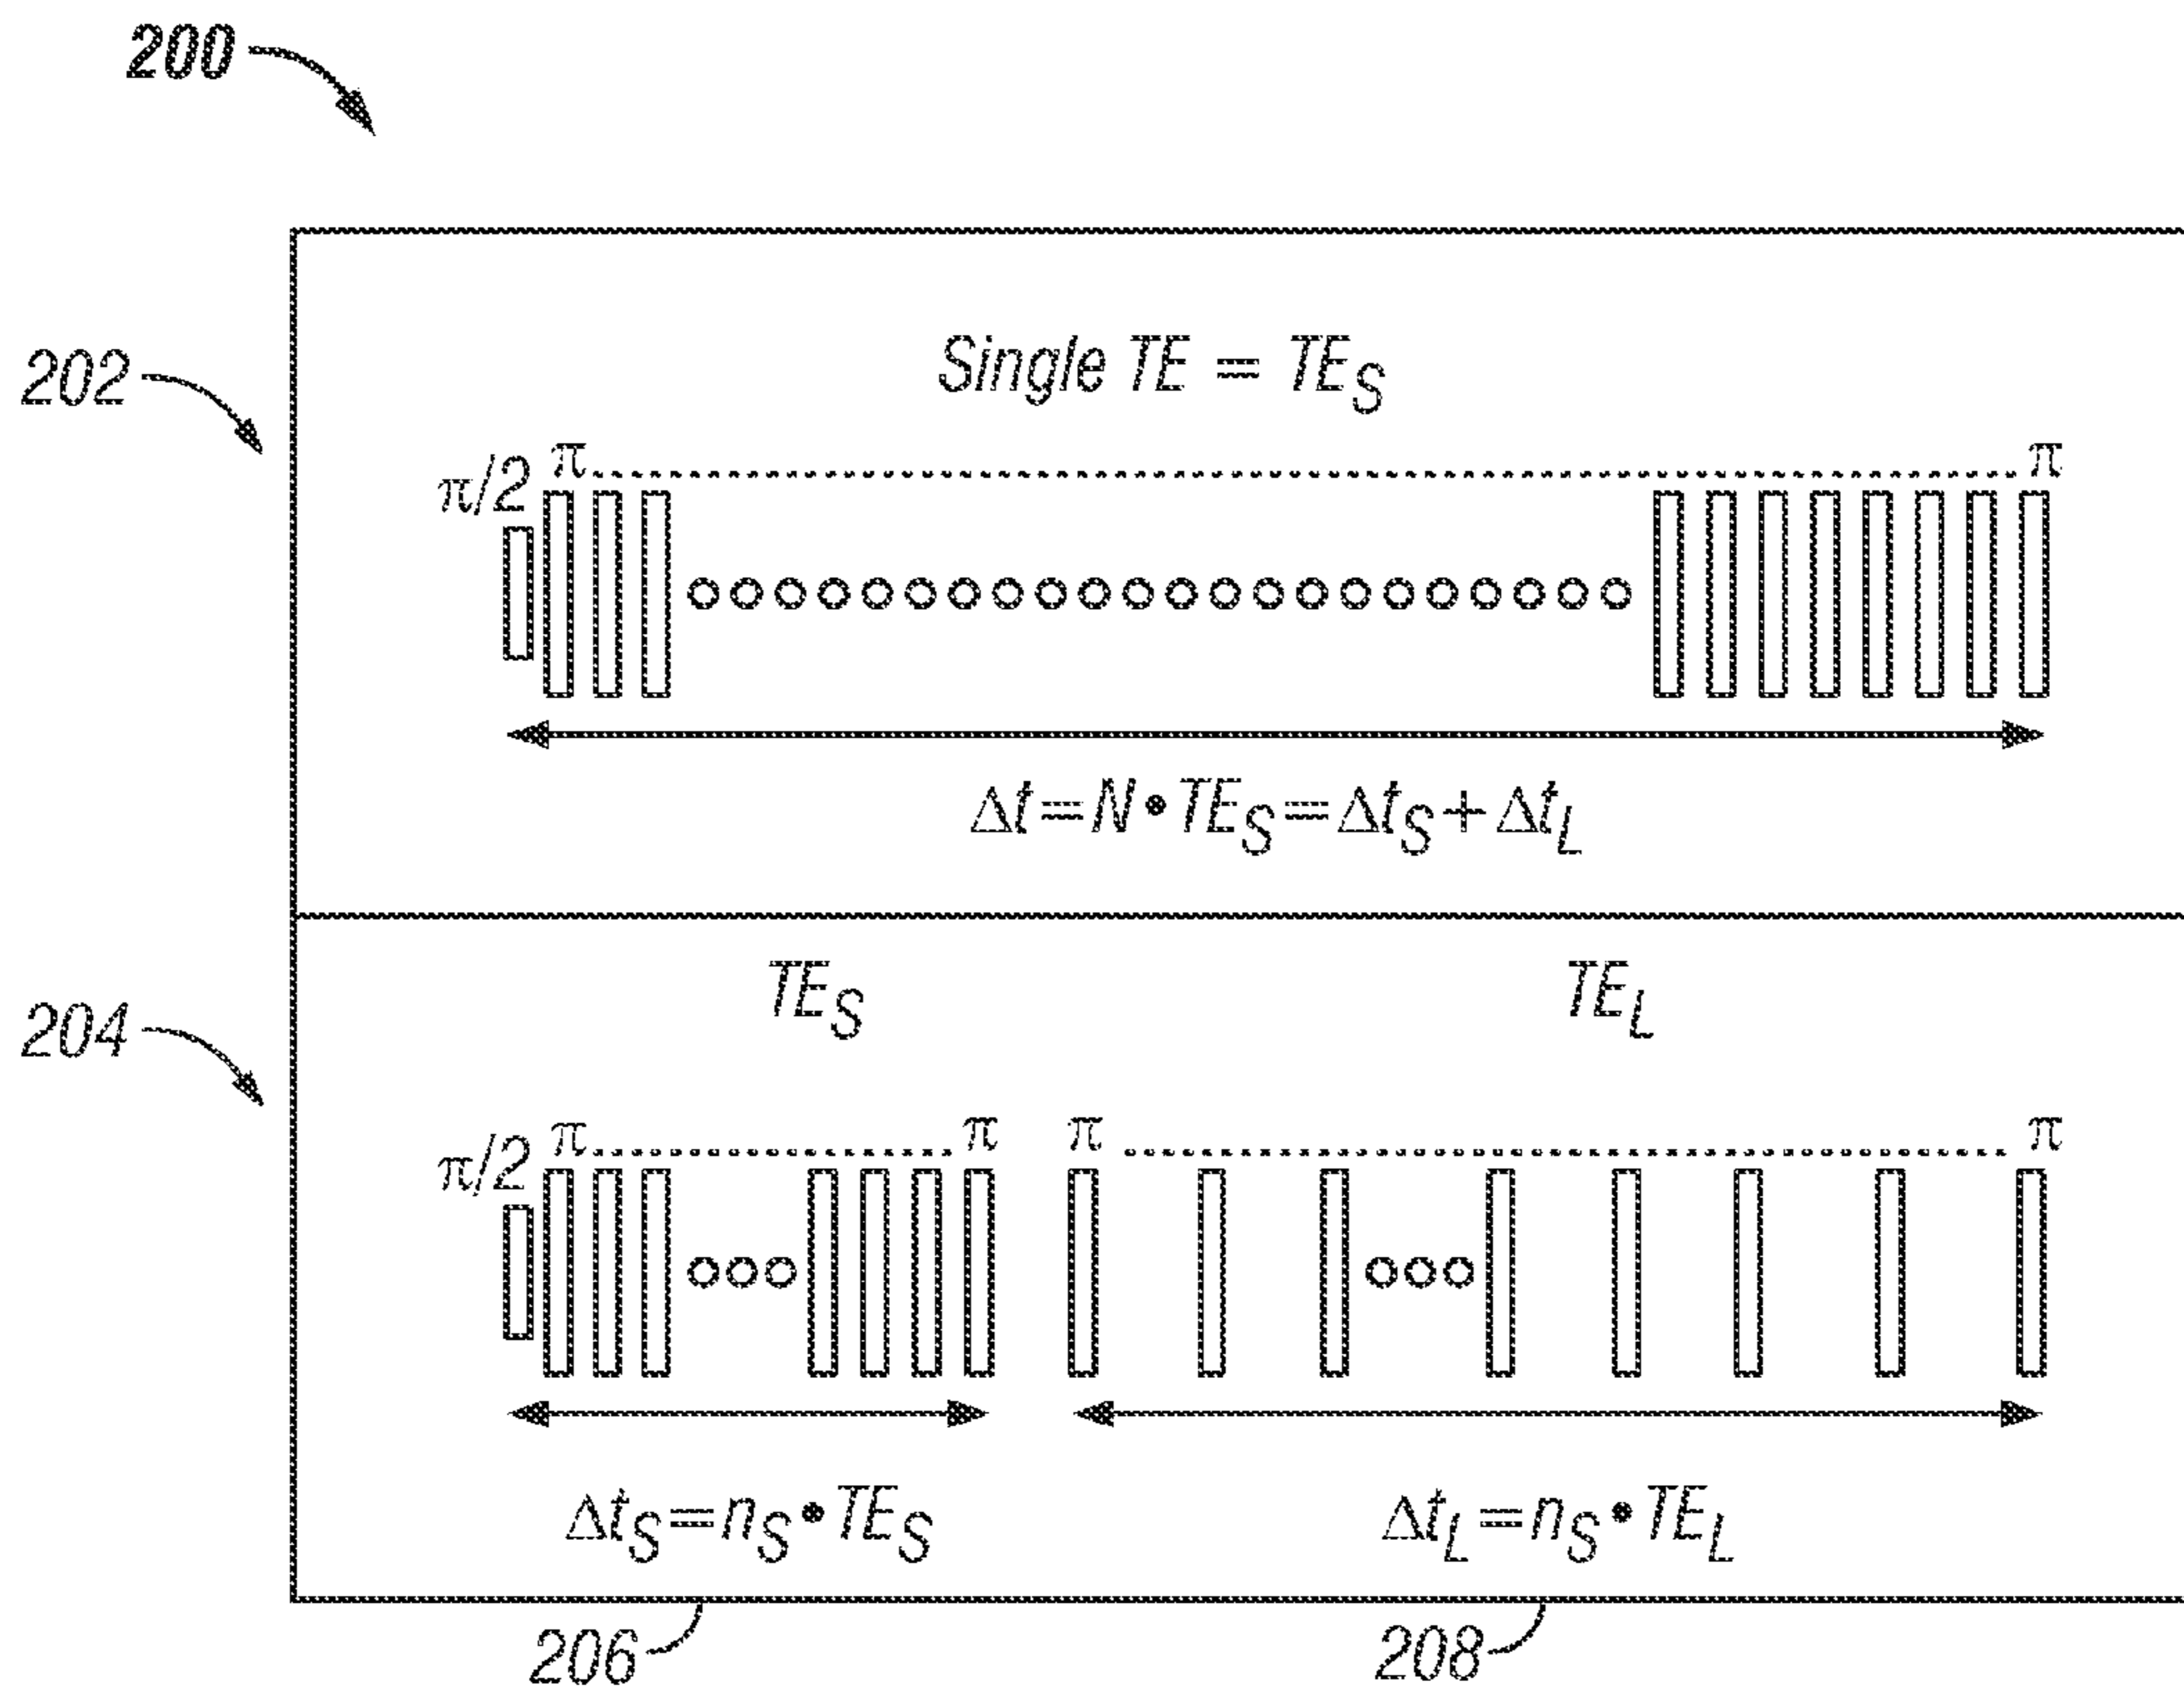 200
202
Single TE = TE_S
π/2 π π
Δt=N•TE_S=Δt_S+Δt_L
204
TE_S TE_L
π/2 π π π π
Δt_S=n_S•TE_S Δt_L=n_S•TE_L
206 208